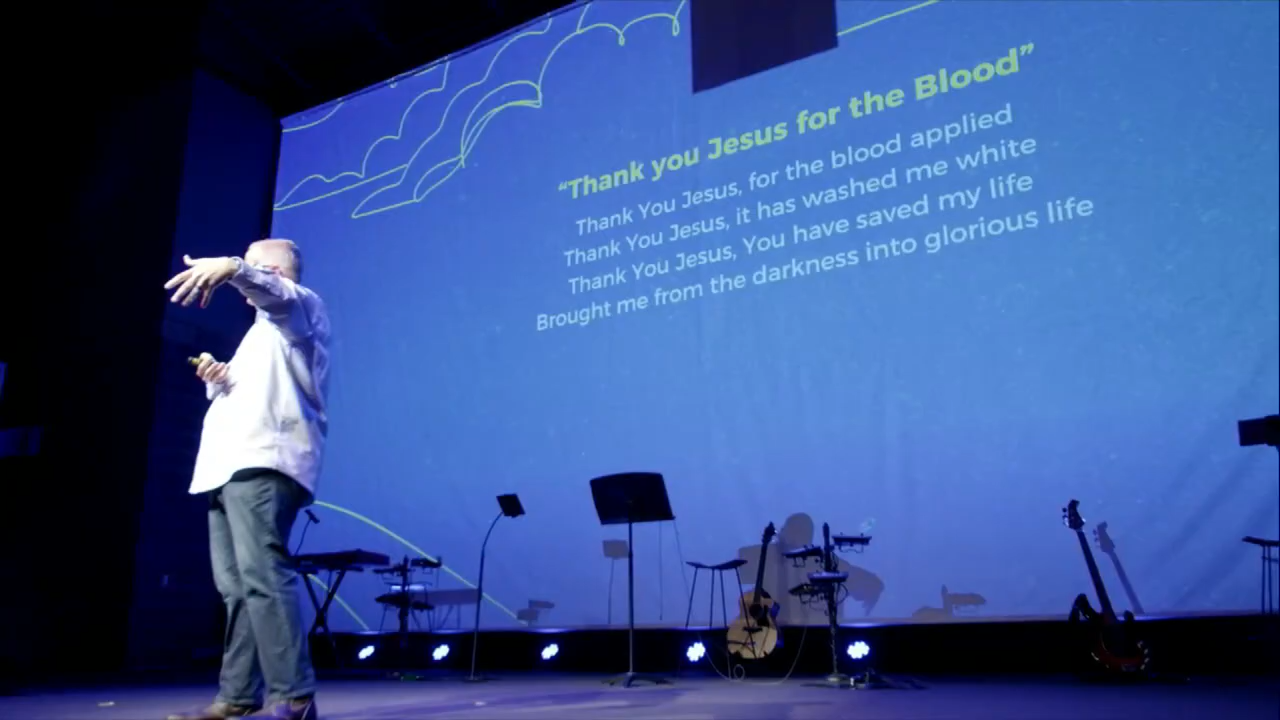 “Thank you Jesus for the Blood”
Thank You Jesus, for the blood applied
Thank You Jesus, it has washed me white
Thank You Jesus, You have saved my life
Brought me from the darkness into glorious life